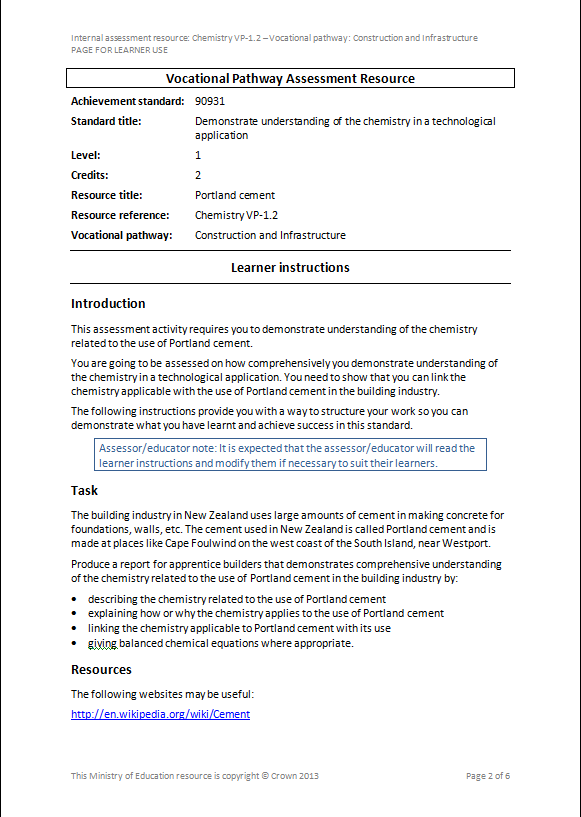 Internal assessment resource: Chemistry VP-1.2 – Vocational pathway: Construction and Infrastructure
PAGE FOR LEARNER USE
Vocational Pathway Assessment Resource
Achievement standard: 90931
Standard title: Demonstrate understanding of the chemistry in a technological
application
Level: 1
Credits: 2
Resource title: Portland cement
Resource reference: Chemistry VP-1.2
Vocational pathway: Construction and Infrastructure
Learner instructions
Introduction
This assessment activity requires you to demonstrate understanding of the chemistry
related to the use of Portland cement.
You are going to be assessed on how comprehensively you demonstrate understanding of
the chemistry in a technological application. You need to show that you can link the
chemistry applicable with the use of Portland cement in the building industry.
The following instructions provide you with a way to structure your work so you can
demonstrate what you have learnt and achieve success in this standard.
Assessor/educator note: It is expected that the assessor/educator will read the
learner instructions and modify them if necessary to suit their learners.
Task
The building industry in New Zealand uses large amounts of cement in making concrete for
foundations, walls, etc. The cement used in New Zealand is called Portland cement and is
made at places like Cape Foulwind on the west coast of the South Island, near Westport.
Produce a report for apprentice builders that demonstrates comprehensive understanding
of the chemistry related to the use of Portland cement in the building industry by:
• describing the chemistry related to the use of Portland cement
• explaining how or why the chemistry applies to the use of Portland cement
• linking the chemistry applicable to Portland cement with its use
• giving balanced chemical equations where appropriate.
Resources
The following websites may be useful:
http://en.wikipedia.org/wiki/Cement
This Ministry of Education resource is copyright © Crown 2013 Page 2 of 6